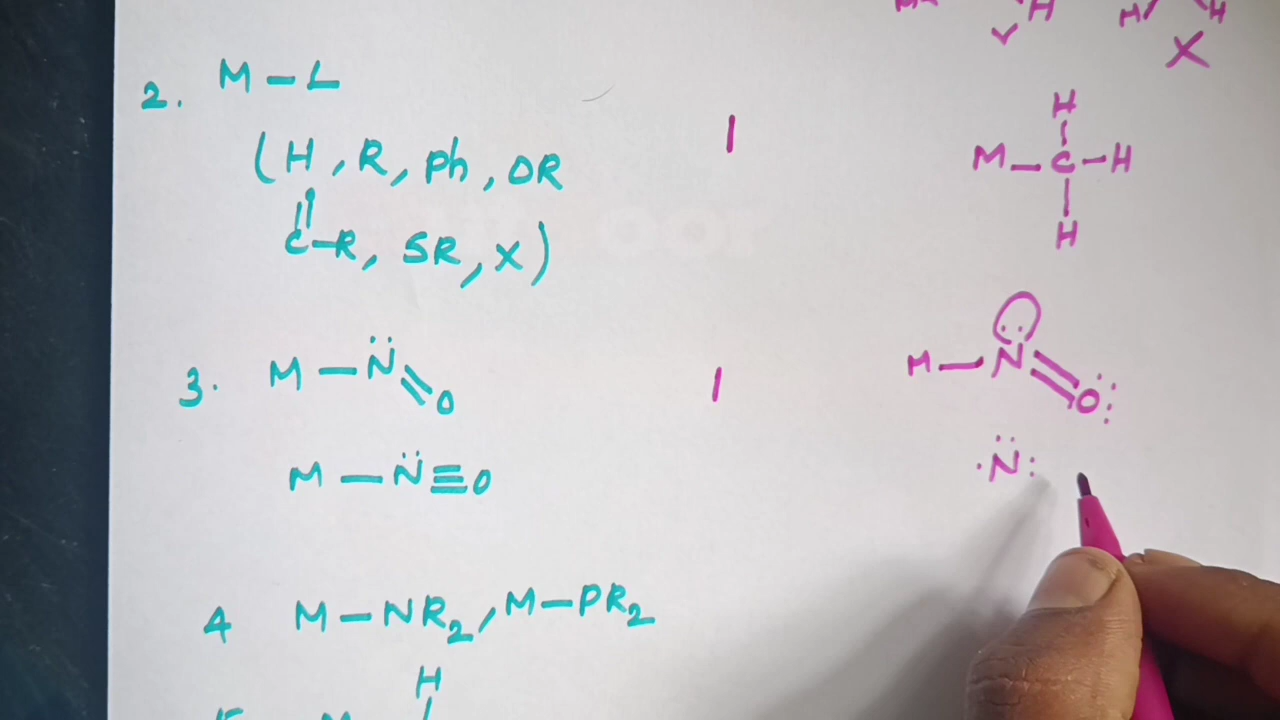 M H H H
✓ X
2. M – L
(H, R, Ph, OR
C–R, SR, X)
1
H
M – C – H
H
3. M – N̈ = O
1
M – N̈ = O
M – N̈ ≡ O
· N̈ :
4 M – NR₂, M – PR₂
H